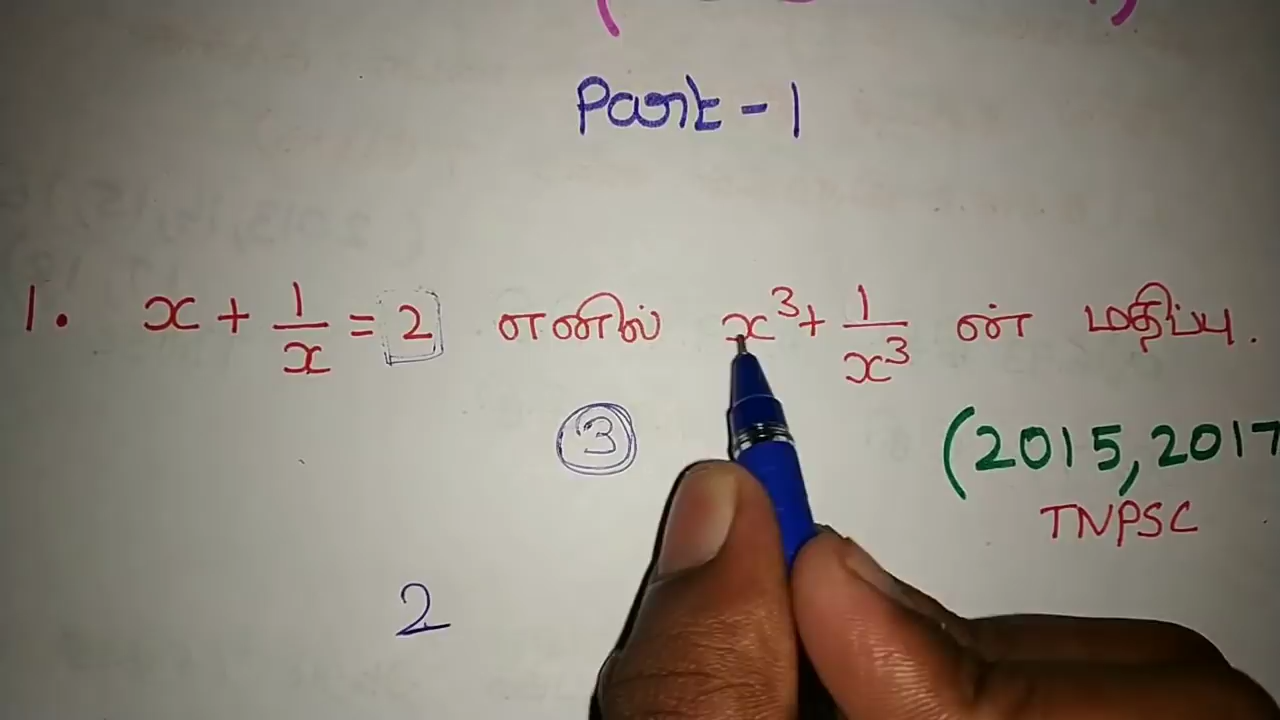 Part - 1
1. x + 1/x = 2 எனில் x³ + 1/x³ ன் மதிப்பு.
3
(2015, 2017
TNPSC
2